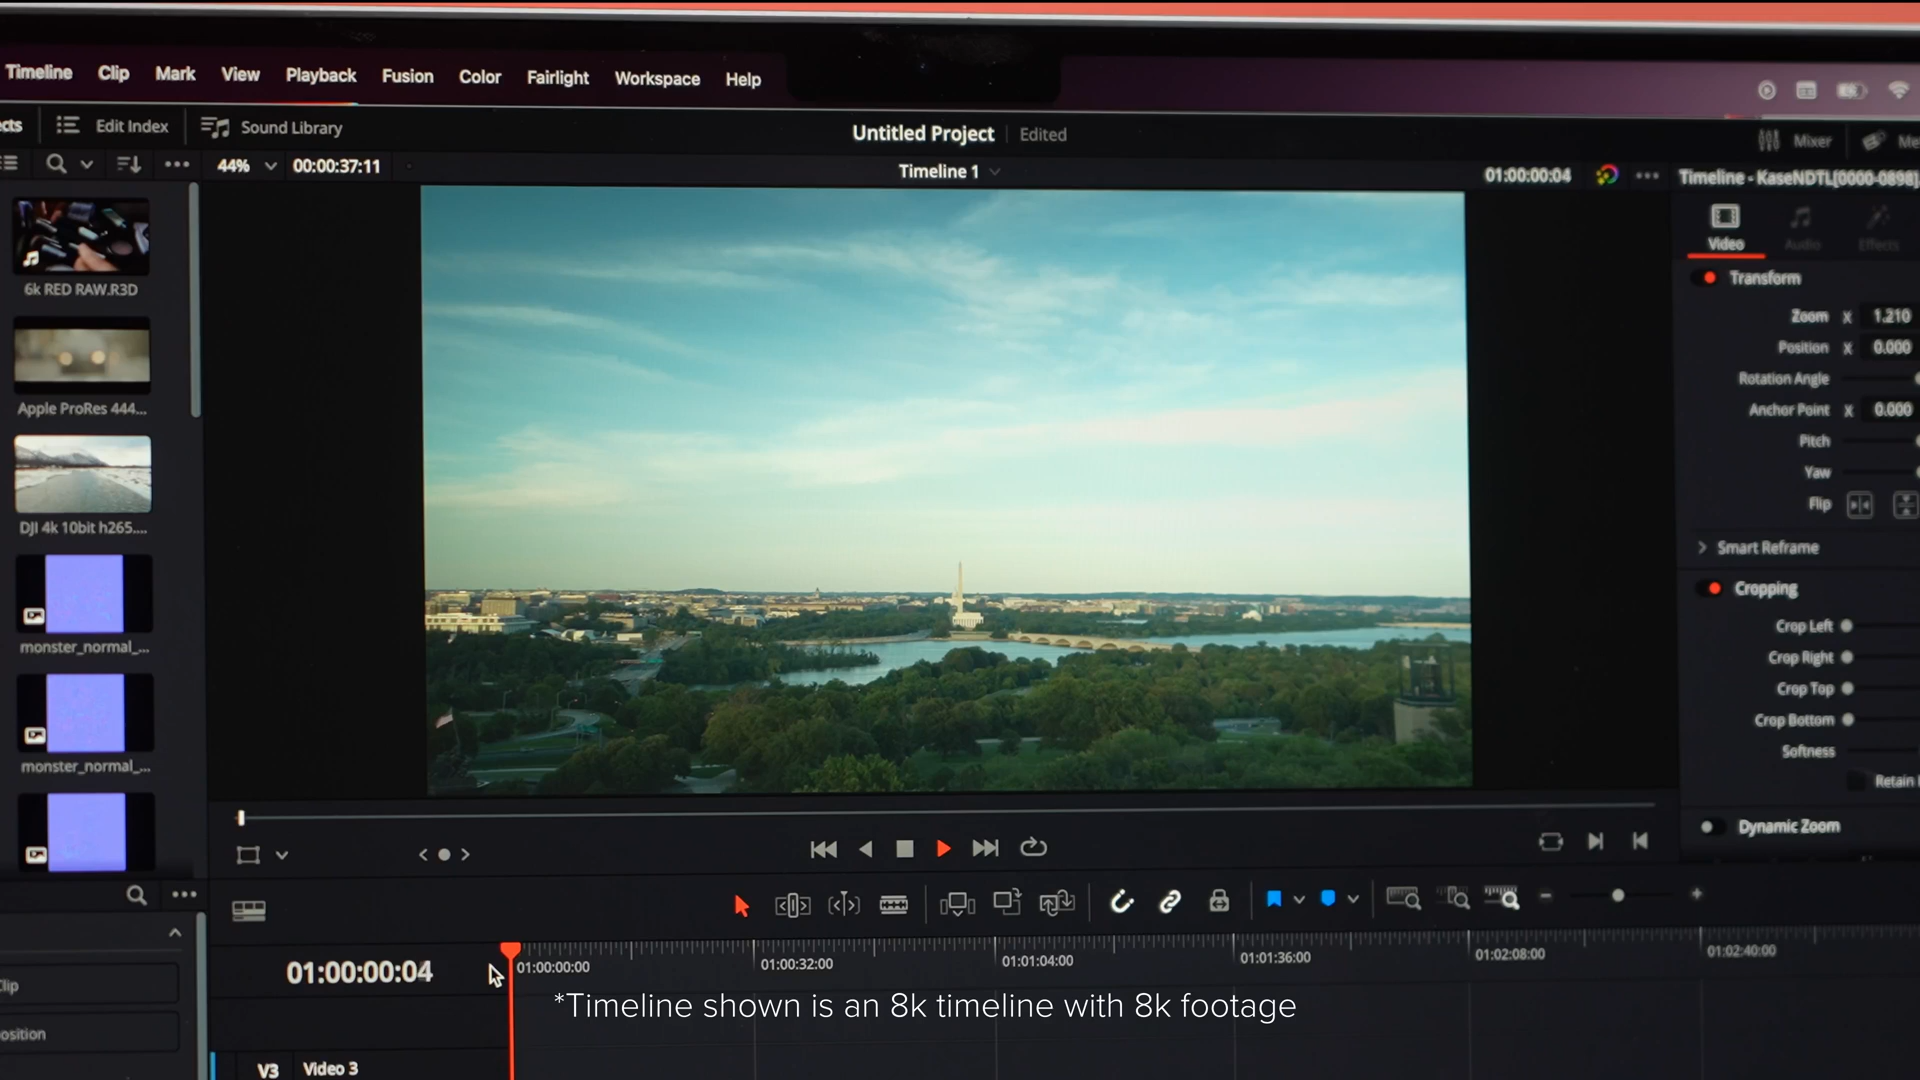 Timeline Clip Mark View Playback Fusion Color Fairlight Workspace Help
cts Edit Index Sound Library Untitled Project Edited Mixer Me
44% 00:00:37:11 Timeline 1 01:00:00:04 Timeline - KaseNDTL[0000-0898]
Video Audio Effects
6k RED RAW.R3D
Apple ProRes 444...
DJI 4k 10bit h265....
monster_normal_...
monster_normal_...
Transform
Zoom X 1.210
Position X 0.000
Rotation Angle
Anchor Point X 0.000
Pitch
Yaw
Flip
Smart Reframe
Cropping
Crop Left
Crop Right
Crop Top
Crop Bottom
Softness
Retain
Dynamic Zoom
01:00:00:04 01:00:00:00 01:00:32:00 01:01:04:00 01:01:36:00 01:02:08:00 01:02:40:00
lip
*Timeline shown is an 8k timeline with 8k footage
osition
V3 Video 3